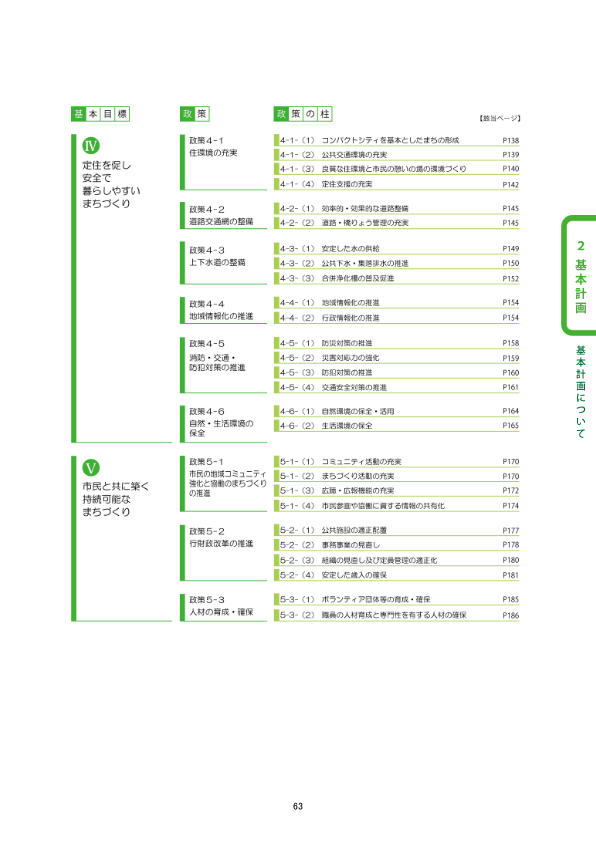 基本目標 政策 政策の柱 【該当ページ】
Ⅳ
定住を促し
安全で
暮らしやすい
まちづくり
政策4-1
住環境の充実
4-1-（1） コンパクトシティを基本としたまちの形成 P138
4-1-（2） 公共交通環境の充実 P139
4-1-（3） 良質な住環境と市民の憩いの場の環境づくり P140
4-1-（4） 定住支援の充実 P142
政策4-2
道路交通網の整備
4-2-（1） 効率的・効果的な道路整備 P145
4-2-（2） 道路・橋りょう管理の充実 P145
政策4-3
上下水道の整備
4-3-（1） 安定した水の供給 P149
4-3-（2） 公共下水・集落排水の推進 P150
4-3-（3） 合併浄化槽の普及促進 P152
政策4-4
地域情報化の推進
4-4-（1） 地域情報化の推進 P154
4-4-（2） 行政情報化の推進 P154
政策4-5
消防・交通・
防犯対策の推進
4-5-（1） 防災対策の推進 P158
4-5-（2） 災害対応力の強化 P159
4-5-（3） 防犯対策の推進 P160
4-5-（4） 交通安全対策の推進 P161
政策4-6
自然・生活環境の
保全
4-6-（1） 自然環境の保全・活用 P164
4-6-（2） 生活環境の保全 P165
Ⅴ
市民と共に築く
持続可能な
まちづくり
政策5-1
市民の地域コミュニティ
強化と協働のまちづくり
の推進
5-1-（1） コミュニティ活動の充実 P170
5-1-（2） まちづくり活動の充実 P170
5-1-（3） 広聴・広報機能の充実 P172
5-1-（4） 市民参画や協働に資する情報の共有化 P174
政策5-2
行財政改革の推進
5-2-（1） 公共施設の適正配置 P177
5-2-（2） 事務事業の見直し P178
5-2-（3） 組織の見直し及び定員管理の適正化 P180
5-2-（4） 安定した歳入の確保 P181
政策5-3
人材の育成・確保
5-3-（1） ボランティア団体等の育成・確保 P185
5-3-（2） 職員の人材育成と専門性を有する人材の確保 P186
2 基本計画
基本計画について
63